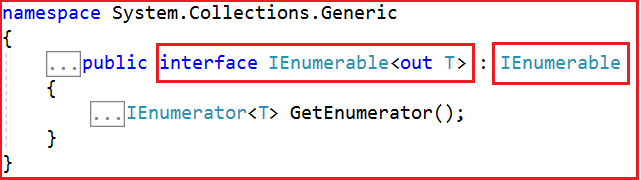 namespace System.Collections.Generic
{
...public interface IEnumerable<out T> : IEnumerable
{
...IEnumerator<T> GetEnumerator();
}
}